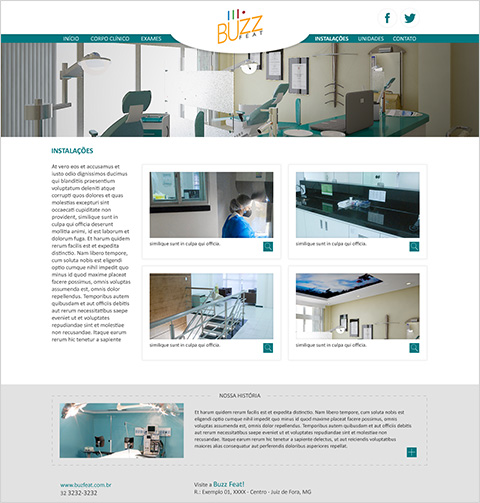 BUZZ
FEAT
INÍCIO CORPO CLÍNICO EXAMES INSTALAÇÕES UNIDADES CONTATO
INSTALAÇÕES
At vero eos et accusamus et
iusto odio dignissimos ducimus
qui blanditiis praesentium
voluptatum deleniti atque
corrupti quos dolores et quas
molestias excepturi sint
occaecati cupiditate non
provident, similique sunt in
culpa qui officia deserunt
mollitia animi, id est laborum et
dolorum fuga. Et harum quidem
rerum facilis est et expedita
distinctio. Nam libero tempore,
cum soluta nobis est eligendi
optio cumque nihil impedit quo
minus id quod maxime placeat
facere possimus, omnis voluptas
assumenda est, omnis dolor
repellendus. Temporibus autem
quibusdam et aut officiis debitis
aut rerum necessitatibus saepe
eveniet ut et voluptates
repudiandae sint et molestiae
non recusandae. Itaque earum
rerum hic tenetur a sapiente
similique sunt in culpa qui officia.
similique sunt in culpa qui officia.
similique sunt in culpa qui officia.
similique sunt in culpa qui officia.
NOSSA HISTÓRIA
Et harum quidem rerum facilis est et expedita distinctio. Nam libero tempore, cum soluta nobis est
eligendi optio cumque nihil impedit quo minus id quod maxime placeat facere possimus, omnis
voluptas assumenda est, omnis dolor repellendus. Temporibus autem quibusdam et aut officiis debitis
aut rerum necessitatibus saepe eveniet ut et voluptates repudiandae sint et molestiae non
recusandae. Itaque earum rerum hic tenetur a sapiente delectus, ut aut reiciendis voluptatibus
maiores alias consequatur aut perferendis doloribus asperiores repellat.
www.buzfeat.com.br
32 3232-3232
Visite a Buzz Feat!
R.: Exemplo 01, XXXX - Centro - Juiz de Fora, MG